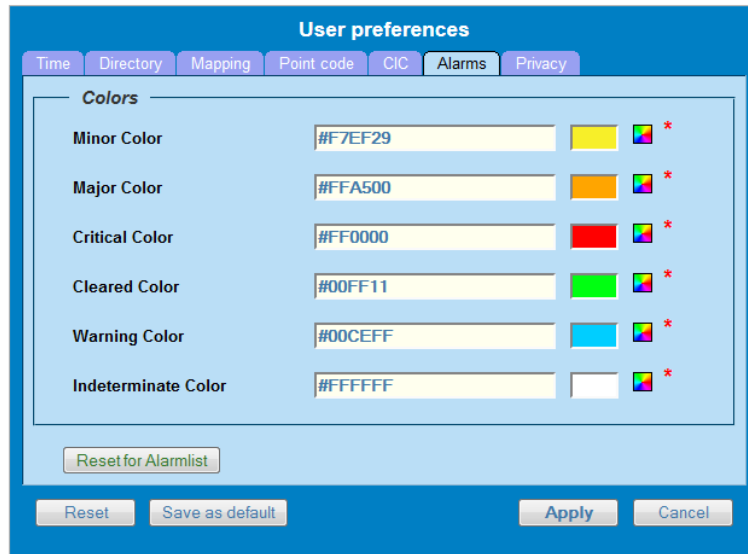 User preferences
Time Directory Mapping Point code CIC Alarms Privacy
Colors
Minor Color #F7EF29 *
Major Color #FFA500 *
Critical Color #FF0000 *
Cleared Color #00FF11 *
Warning Color #00CEFF *
Indeterminate Color #FFFFFF *
Reset for Alarmlist
Reset Save as default Apply Cancel